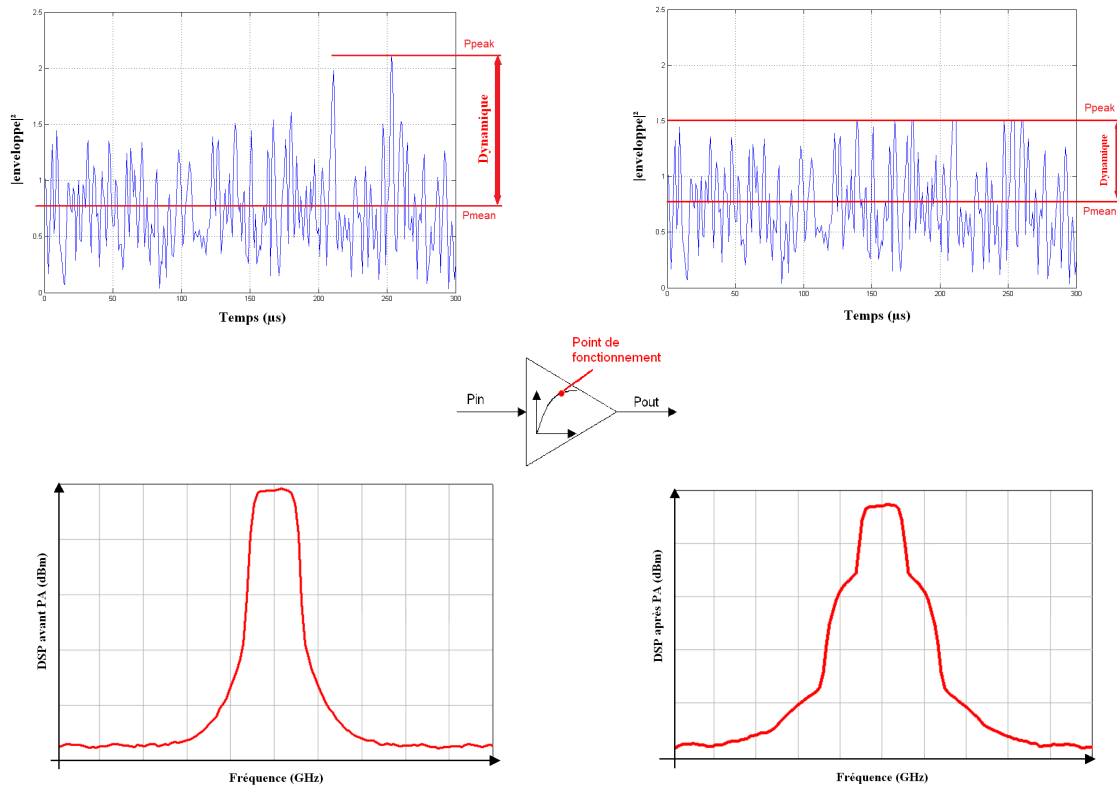 2.5
2
1.5
1
0.5
0
0
50
100
150
200
250
300
|enveloppe|²
Temps (µs)
Ppeak
Dynamique
Pmean
2.5
2
1.5
1
0.5
0
0
50
100
150
200
250
300
|enveloppe|²
Temps (µs)
Ppeak
Dynamique
Pmean
Point de
fonctionnement
Pin
Pout
DSP avant PA (dBm)
Fréquence (GHz)
DSP après PA (dBm)
Fréquence (GHz)